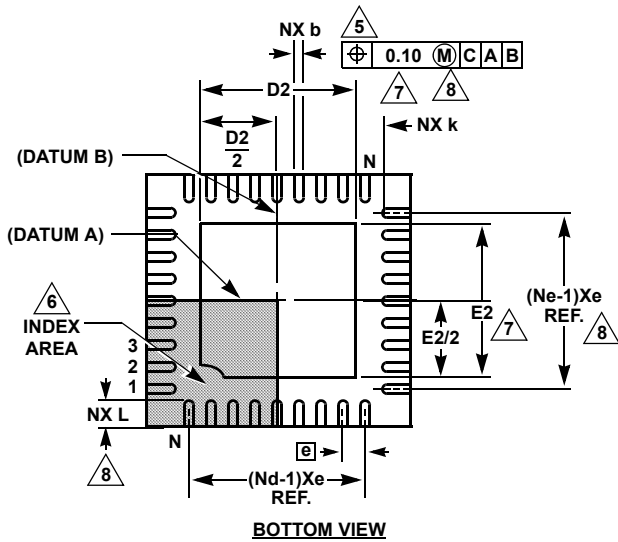 5
NX b
⌖ 0.10 Ⓜ C A B
D2
7
8
D2
2
NX k
(DATUM B)
N
(DATUM A)
6
INDEX
AREA
(Ne-1)Xe
REF.
8
E2
7
E2/2
3
2
1
NX L
8
N
e
(Nd-1)Xe
REF.
BOTTOM VIEW